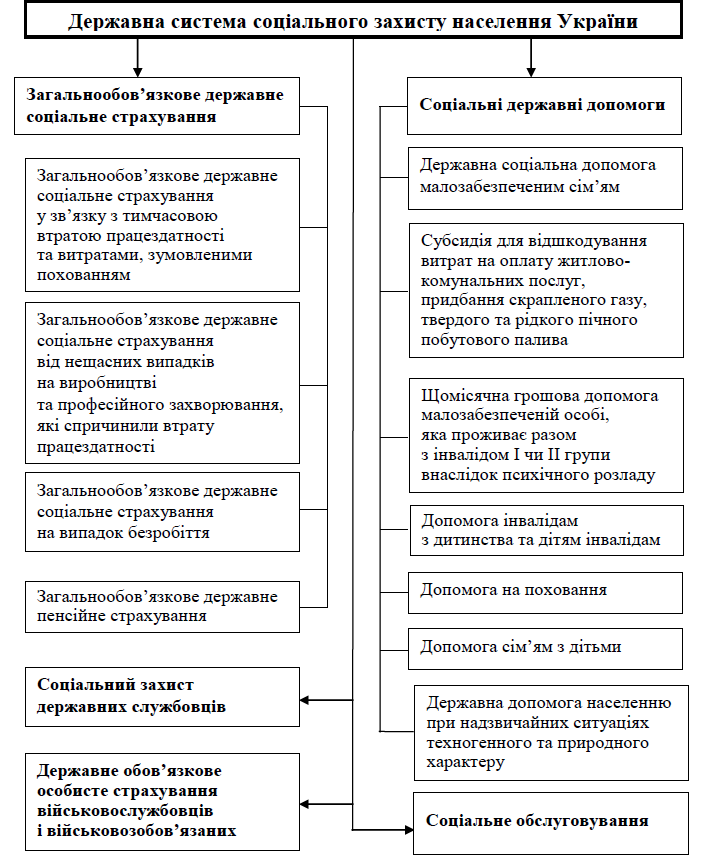 Державна система соціального захисту населення України
Загальнообов’язкове державне
соціальне страхування
Загальнообов’язкове державне
соціальне страхування
у зв’язку з тимчасовою
втратою працездатності
та витратами, зумовленими
похованням
Загальнообов’язкове державне
соціальне страхування
від нещасних випадків
на виробництві
та професійного захворювання,
які спричинили втрату
працездатності
Загальнообов’язкове державне
соціальне страхування
на випадок безробіття
Загальнообов’язкове державне
пенсійне страхування
Соціальний захист
державних службовців
Державне обов’язкове
особисте страхування
військовослужбовців
і військовозобов’язаних
Соціальні державні допомоги
Державна соціальна допомога
малозабезпеченим сім’ям
Субсидія для відшкодування
витрат на оплату житлово-
комунальних послуг,
придбання скрапленого газу,
твердого та рідкого пічного
побутового палива
Щомісячна грошова допомога
малозабезпеченій особі,
яка проживає разом
з інвалідом І чи ІІ групи
внаслідок психічного розладу
Допомога інвалідам
з дитинства та дітям інвалідам
Допомога на поховання
Допомога сім’ям з дітьми
Державна допомога населенню
при надзвичайних ситуаціях
техногенного та природного
характеру
Соціальне обслуговування